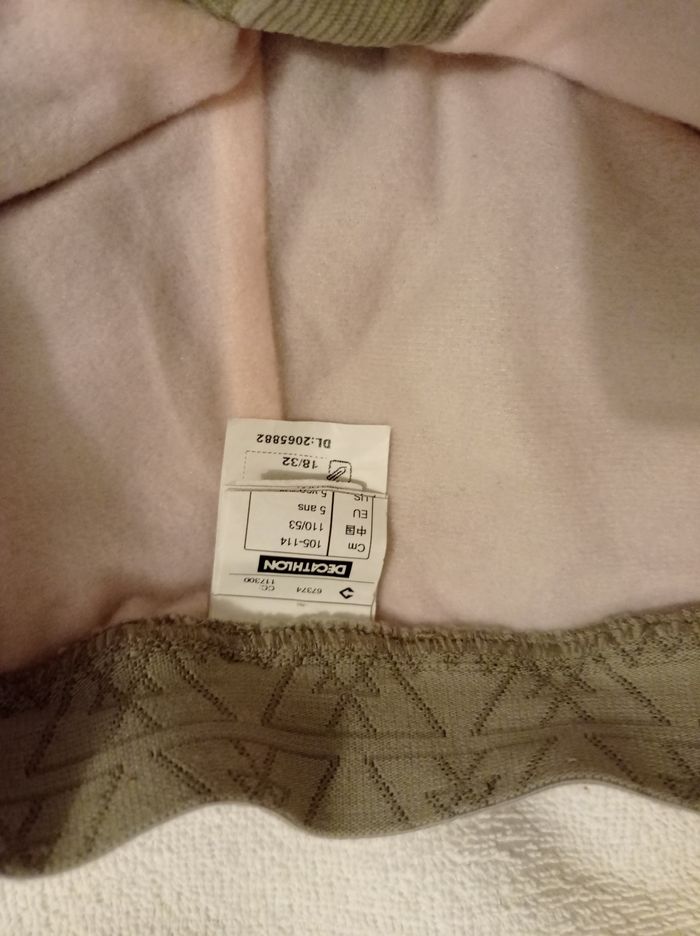 67374 CC: 117300
DECATHLON
Cm 105-114
中国 110/53
EU 5 ans
US
18/32
DL:2065882